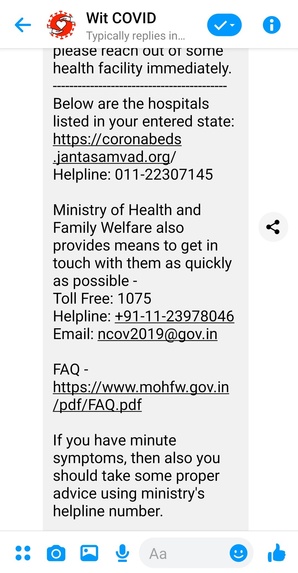 Wit COVID
Typically replies in...
please reach out of some
health facility immediately.
----------------------------------------
Below are the hospitals
listed in your entered state:
https://coronabeds
.jantasamvad.org/
Helpline: 011-22307145
Ministry of Health and
Family Welfare also
provides means to get in
touch with them as quickly
as possible -
Toll Free: 1075
Helpline: +91-11-23978046
Email: ncov2019@gov.in
FAQ -
https://www.mohfw.gov.in
/pdf/FAQ.pdf
If you have minute
symptoms, then also you
should take some proper
advice using ministry's
helpline number.
Aa